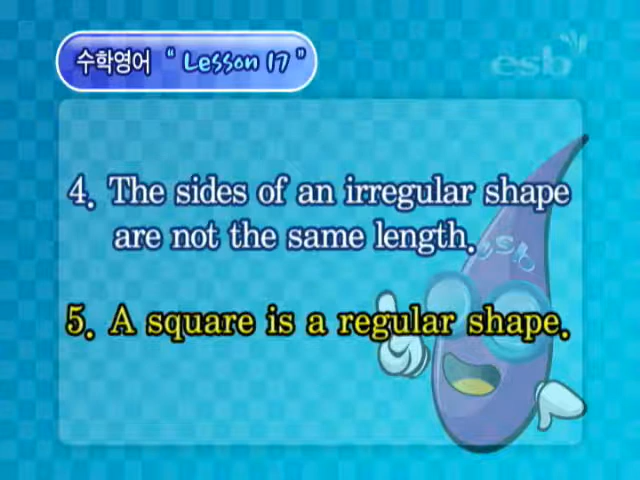 수학영어 "Lesson 17"
esb
4. The sides of an irregular shape
are not the same length.
esb
5. A square is a regular shape.